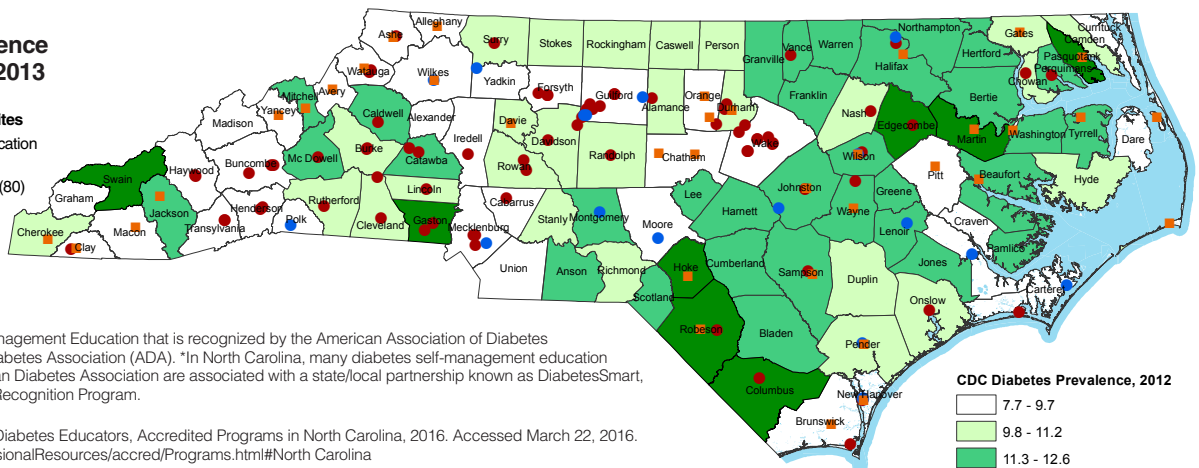 ence
2013
ites
cation
(80)
nagement Education that is recognized by the American Association of Diabetes
abetes Association (ADA). *In North Carolina, many diabetes self-management education
an Diabetes Association are associated with a state/local partnership known as DiabetesSmart,
Recognition Program.
Diabetes Educators, Accredited Programs in North Carolina, 2016. Accessed March 22, 2016.
sionalResources/accred/Programs.html#North Carolina
Alleghany
Ashe
Surry
Stokes
Rockingham
Caswell
Person
Granville
Vance
Warren
Northampton
Halifax
Hertford
Gates
Currituck
Camden
Pasquotank
Perquimans
Chowan
Watauga
Wilkes
Yadkin
Forsyth
Guilford
Alamance
Orange
Durham
Franklin
Nash
Bertie
Mitchell
Avery
Yancey
Caldwell
Alexander
Davie
Iredell
Davidson
Randolph
Chatham
Wake
Edgecombe
Martin
Washington
Tyrrell
Dare
Madison
Buncombe
Mc Dowell
Burke
Catawba
Rowan
Wilson
Pitt
Beaufort
Hyde
Swain
Haywood
Graham
Jackson
Henderson
Rutherford
Lincoln
Cabarrus
Lee
Johnston
Greene
Wayne
Cherokee
Clay
Macon
Transylvania
Polk
Cleveland
Gaston
Mecklenburg
Stanly
Montgomery
Moore
Harnett
Lenoir
Craven
Pamlico
Union
Anson
Richmond
Hoke
Cumberland
Sampson
Duplin
Jones
Carteret
Scotland
Onslow
Robeson
Bladen
Pender
Columbus
New Hanover
Brunswick
CDC Diabetes Prevalence, 2012
7.7 - 9.7
9.8 - 11.2
11.3 - 12.6